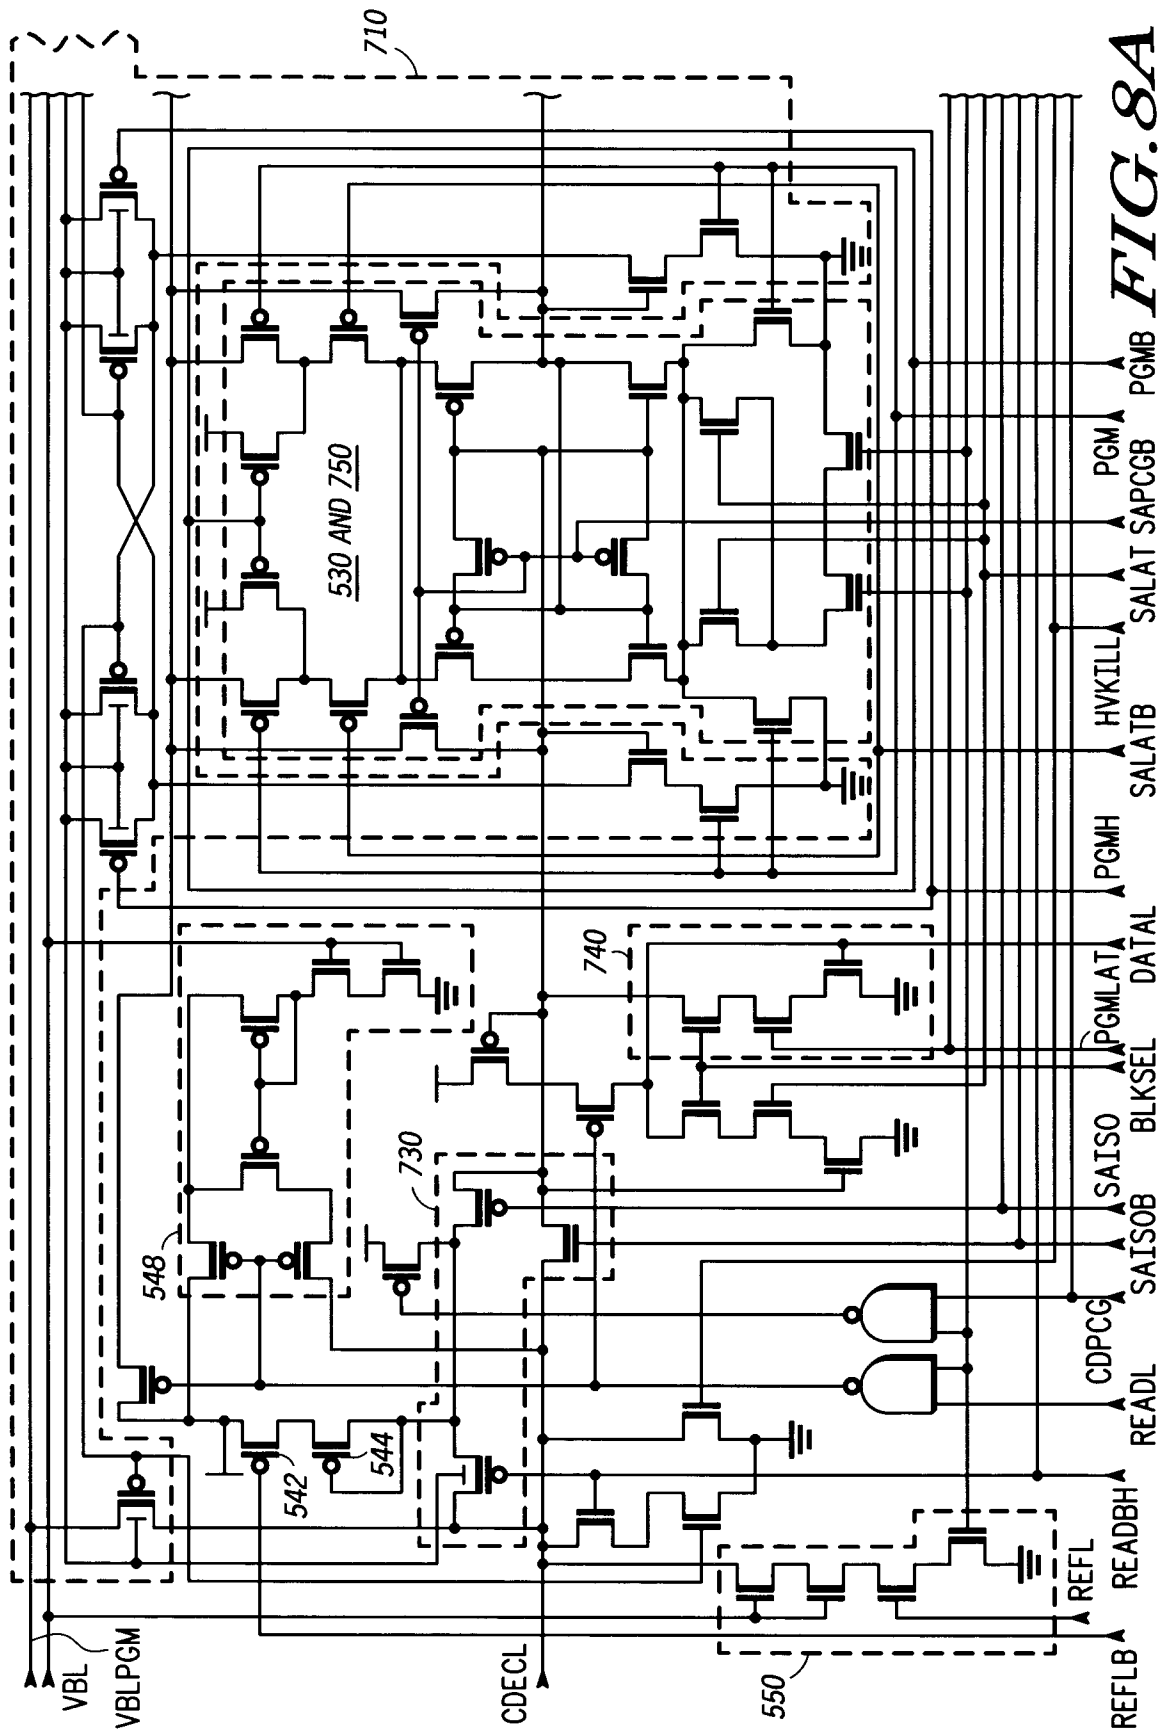 VBL
VBLPGM
CDECL
REFLB
REFL
READBH
READL
CDPCG
SAISOB
SAISO
BLKSEL
PGMLAT
DATAL
PGMH
SALATB
HVKILL
SALAT
SAPCGB
PGM
PGMB
542
544
548
550
730
740
530 AND 750
710
FIG.8A